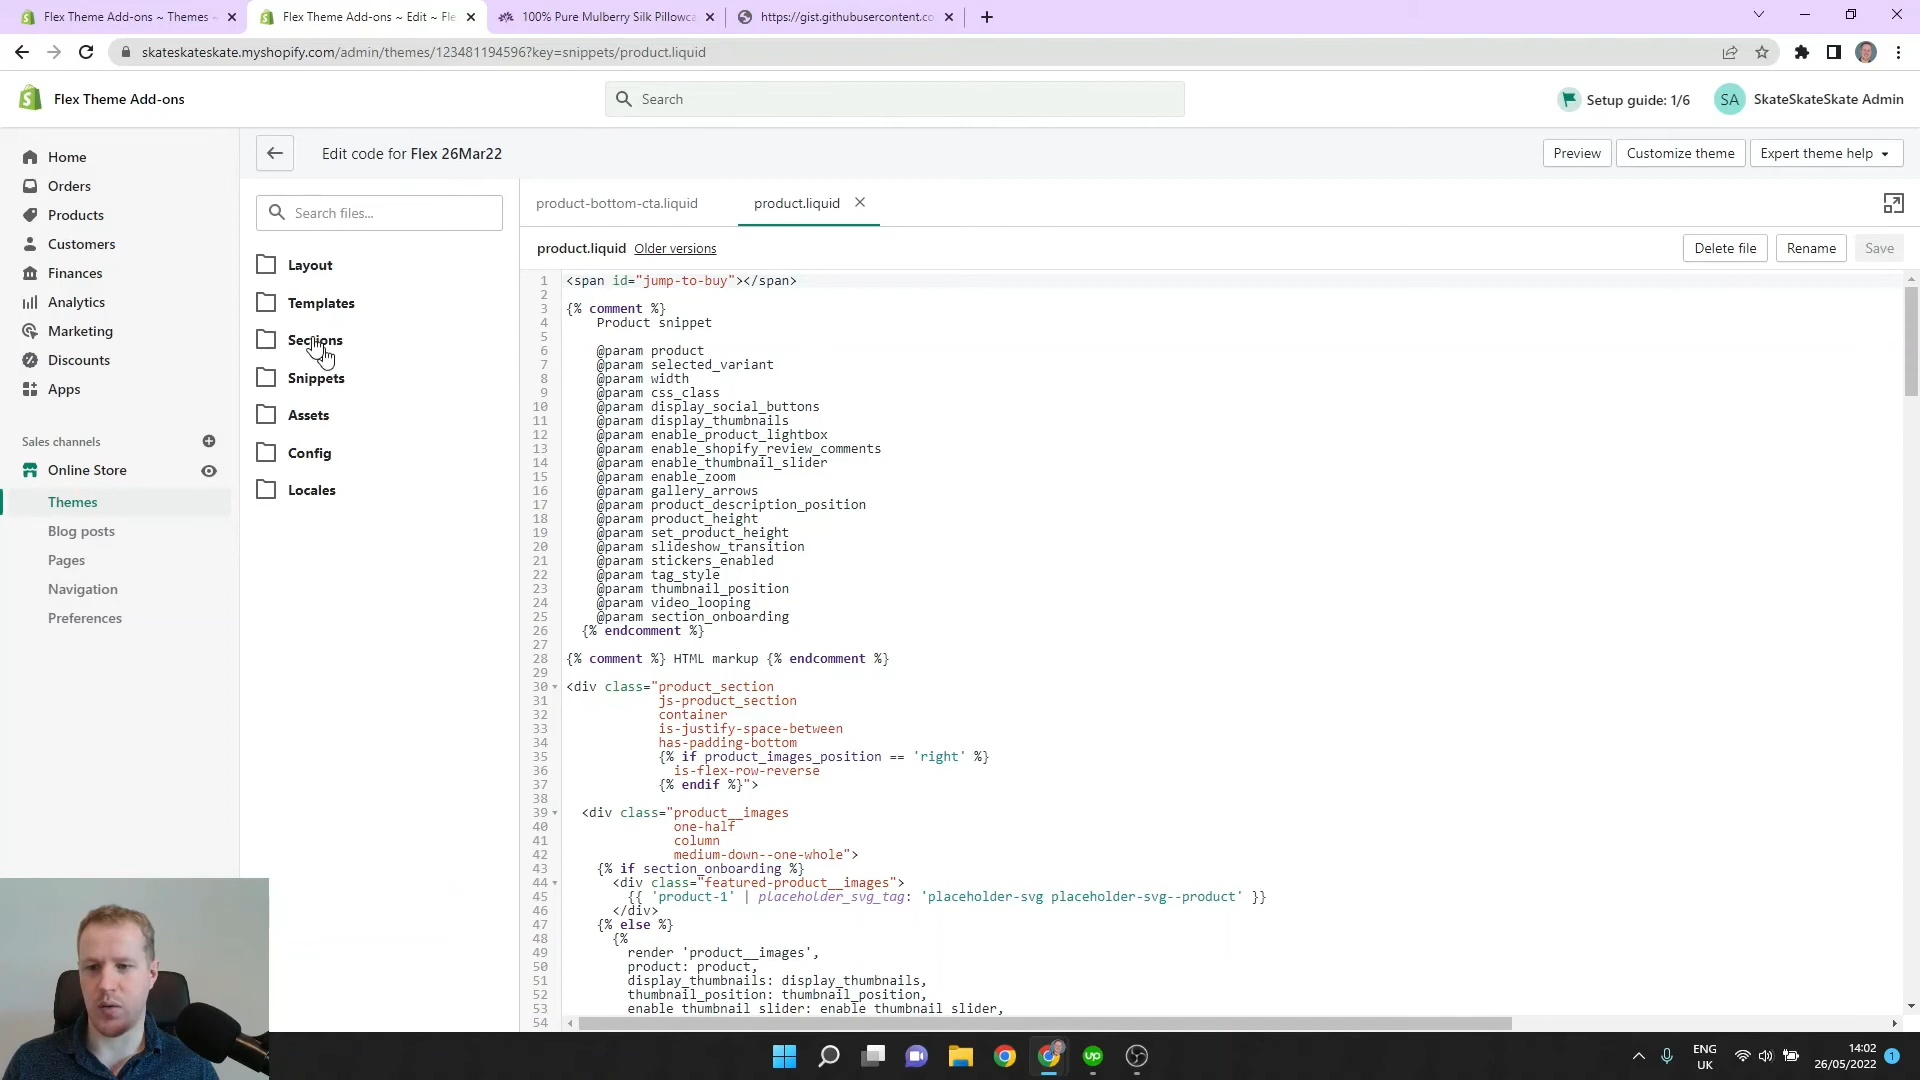 Flex Theme Add-ons ~ Themes ~
Flex Theme Add-ons ~ Edit ~ Fle
100% Pure Mulberry Silk Pillowca
https://gist.githubusercontent.co
skateskateskate.myshopify.com/admin/themes/123481194596?key=snippets/product.liquid
Flex Theme Add-ons
Search
Setup guide: 1/6
SA
SkateSkateSkate Admin
Home
Orders
Products
Customers
Finances
Analytics
Marketing
Discounts
Apps
Sales channels
Online Store
Themes
Blog posts
Pages
Navigation
Preferences
Edit code for Flex 26Mar22
Preview
Customize theme
Expert theme help
Search files...
Layout
Templates
Sections
Snippets
Assets
Config
Locales
product-bottom-cta.liquid
product.liquid
product.liquid Older versions
Delete file
Rename
Save
1 <span id="jump-to-buy"></span>
2
3 {% comment %}
4 Product snippet
5
6 @param product
7 @param selected_variant
8 @param width
9 @param css_class
10 @param display_social_buttons
11 @param display_thumbnails
12 @param enable_product_lightbox
13 @param enable_shopify_review_comments
14 @param enable_thumbnail_slider
15 @param enable_zoom
16 @param gallery_arrows
17 @param product_description_position
18 @param product_height
19 @param set_product_height
20 @param slideshow_transition
21 @param stickers_enabled
22 @param tag_style
23 @param thumbnail_position
24 @param video_looping
25 @param section_onboarding
26 {% endcomment %}
27
28 {% comment %} HTML markup {% endcomment %}
29
30 <div class="product_section
31 js-product_section
32 container
33 is-justify-space-between
34 has-padding-bottom
35 {% if product_images_position == 'right' %}
36 is-flex-row-reverse
37 {% endif %}">
38
39 <div class="product__images
40 one-half
41 column
42 medium-down--one-whole">
43 {% if section_onboarding %}
44 <div class="featured-product__images">
45 {{ 'product-1' | placeholder_svg_tag: 'placeholder-svg placeholder-svg--product' }}
46 </div>
47 {% else %}
48 {%
49 render 'product__images',
50 product: product,
51 display_thumbnails: display_thumbnails,
52 thumbnail_position: thumbnail_position,
53 enable_thumbnail_slider: enable_thumbnail_slider,
54
up
ENG
UK
14:02
26/05/2022
1